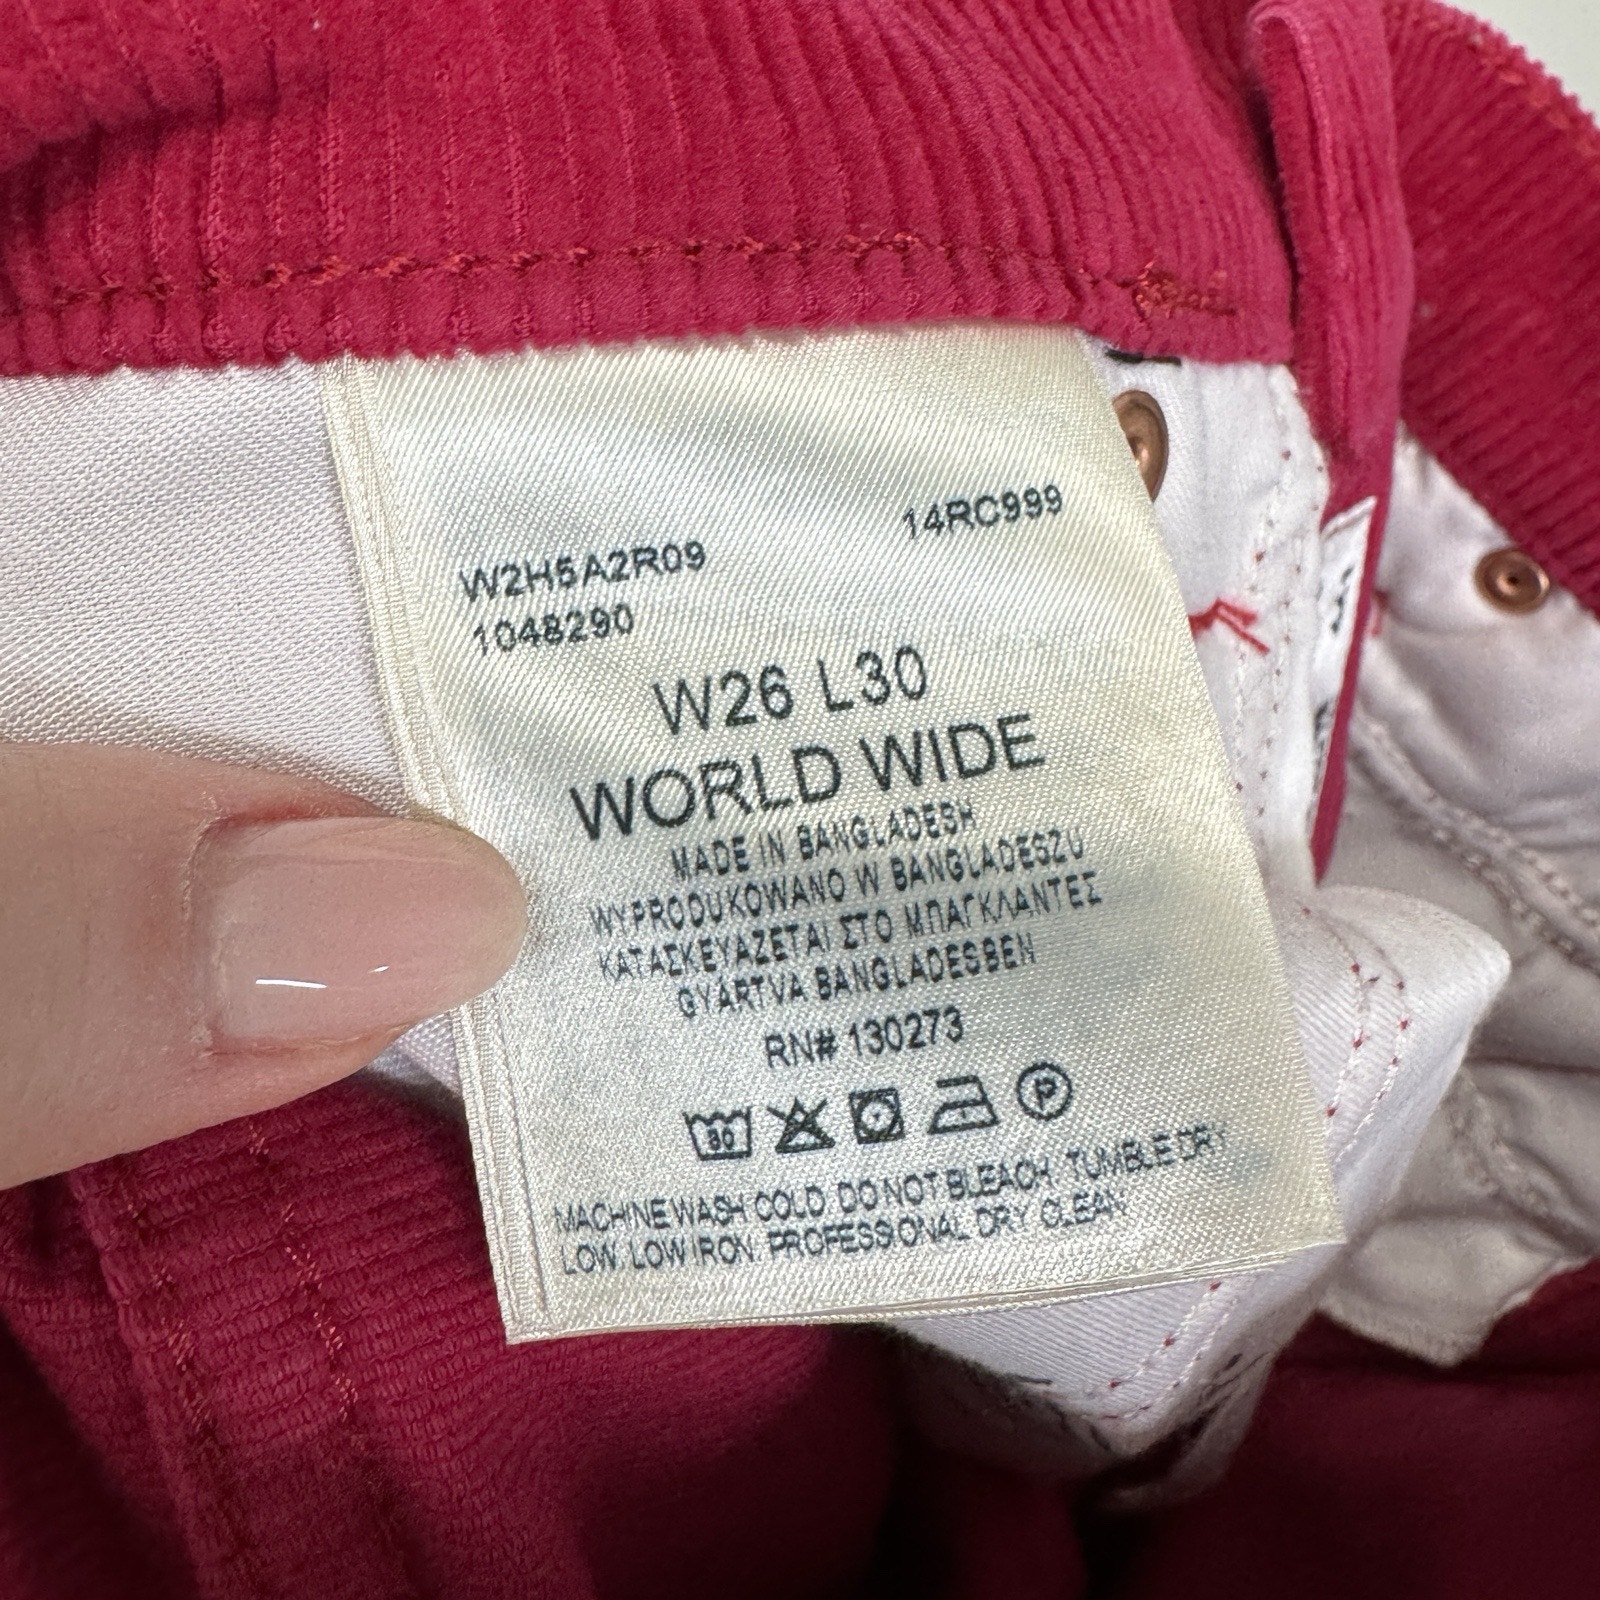 14RC999
W2H5A2R09
1048290
W26 L30
WORLD WIDE
MADE IN BANGLADESH
WYPRODUKOWANO W BANGLADESZU
ΚΑΤΑΣΚΕΥΑΖΕΤΑΙ ΣΤΟ ΜΠΑΓΚΛΑΝΤΕΣ
GYARTVA BANGLADESBEN
RN# 130273
30 P
MACHINE WASH COLD. DO NOT BLEACH. TUMBLE DRY
LOW. LOW IRON. PROFESSIONAL DRY CLEAN